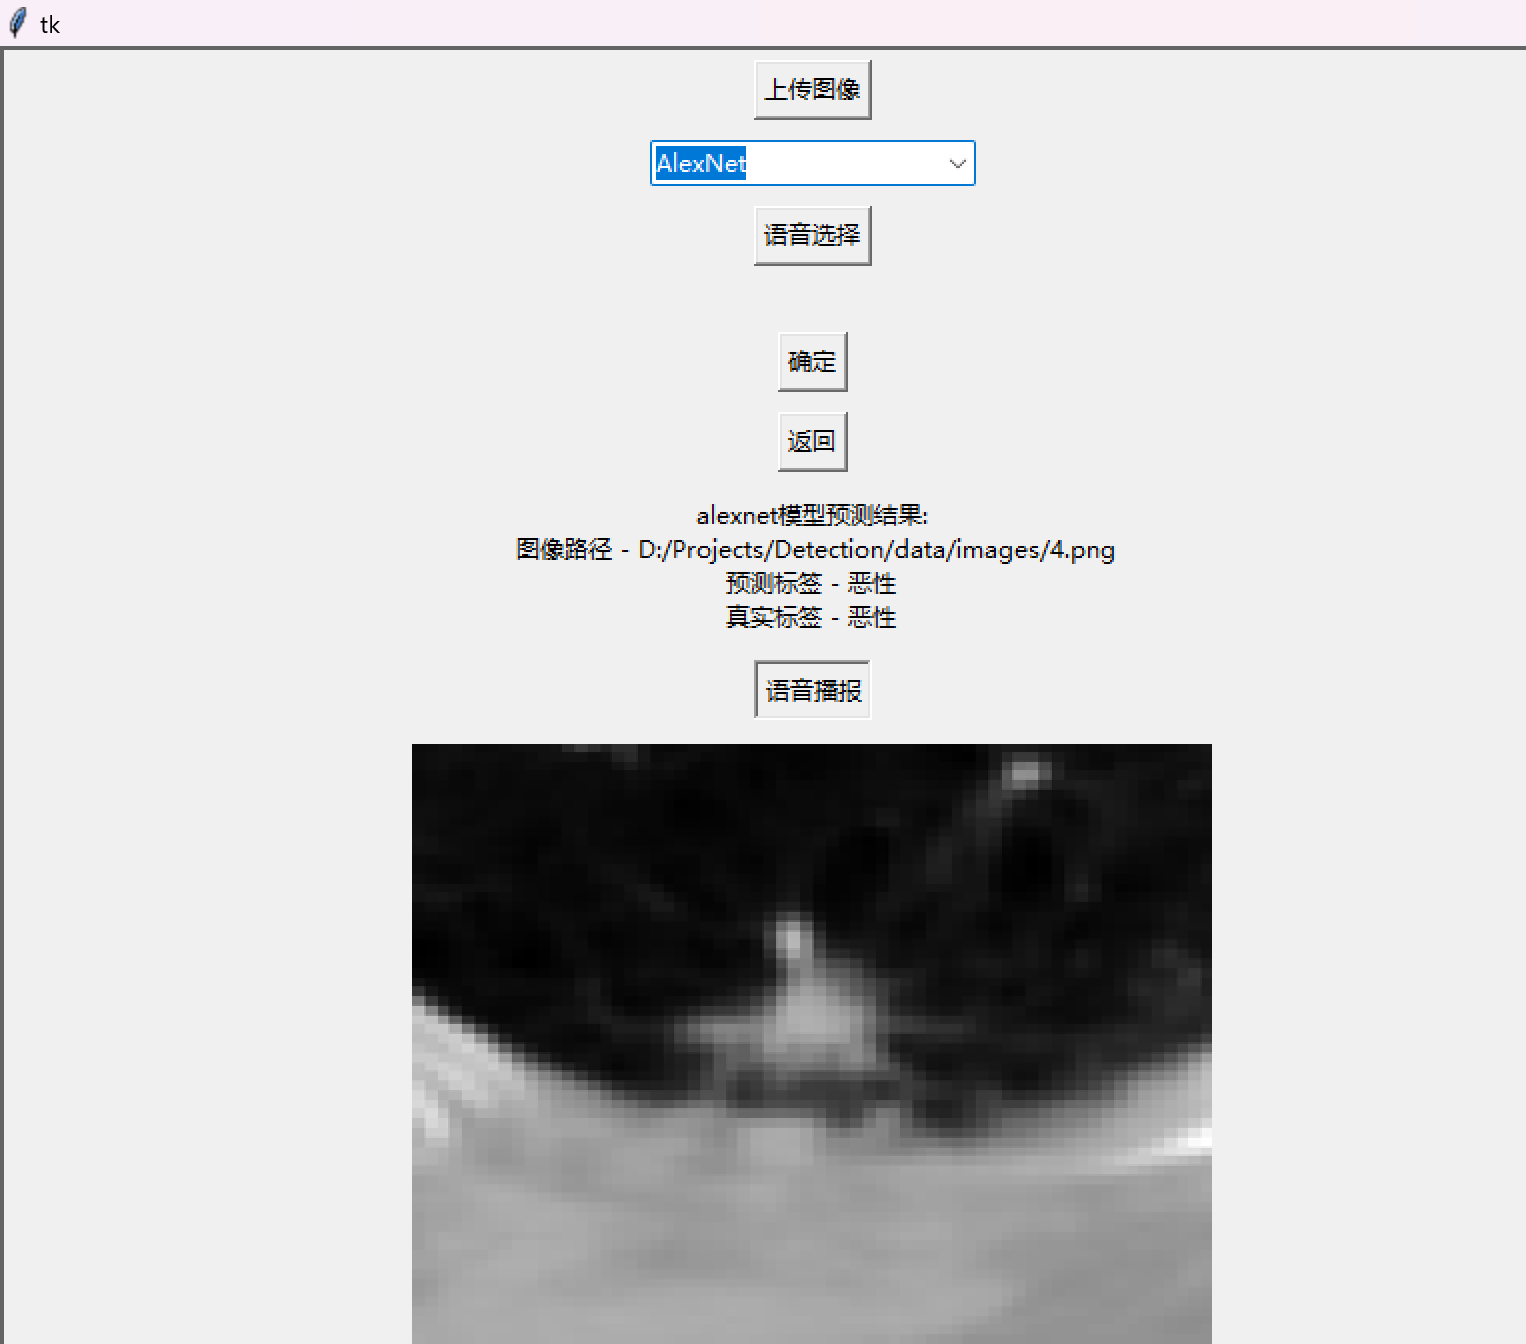 tk
上传图像
AlexNet
语音选择
确定
返回
alexnet模型预测结果:
图像路径 - D:/Projects/Detection/data/images/4.png
预测标签 - 恶性
真实标签 - 恶性
语音播报